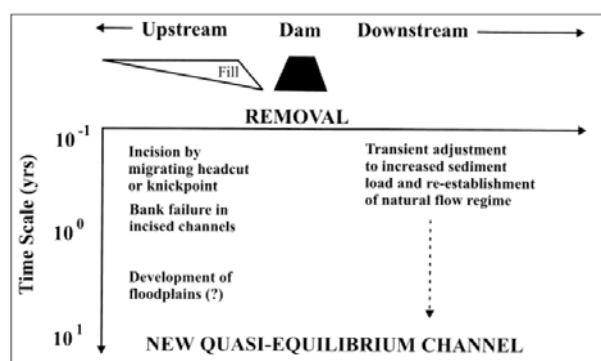 Upstream Dam Downstream
Fill
REMOVAL
Time Scale (yrs)
10-1
Incision by
migrating headcut
or knickpoint
Bank failure in
incised channels
100
Development of
floodplains (?)
101
Transient adjustment
to increased sediment
load and re-establishment
of natural flow regime
NEW QUASI-EQUILIBRIUM CHANNEL